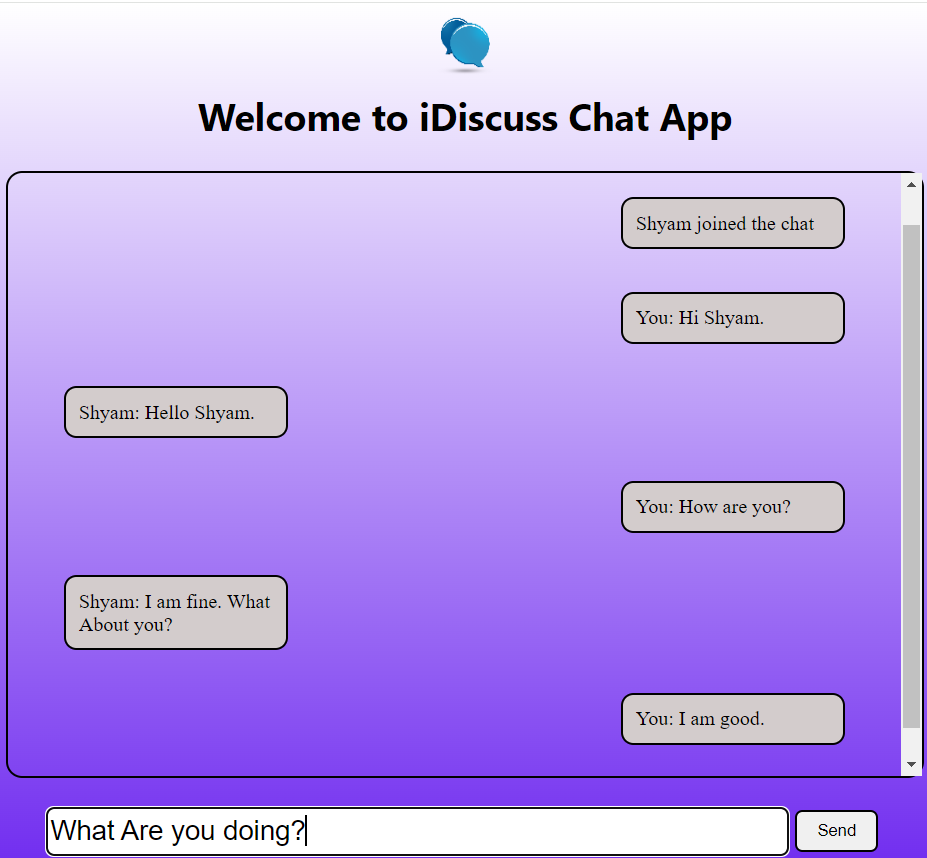 Welcome to iDiscuss Chat App
Shyam joined the chat
You: Hi Shyam.
Shyam: Hello Shyam.
You: How are you?
Shyam: I am fine. What
About you?
You: I am good.
What Are you doing?
Send